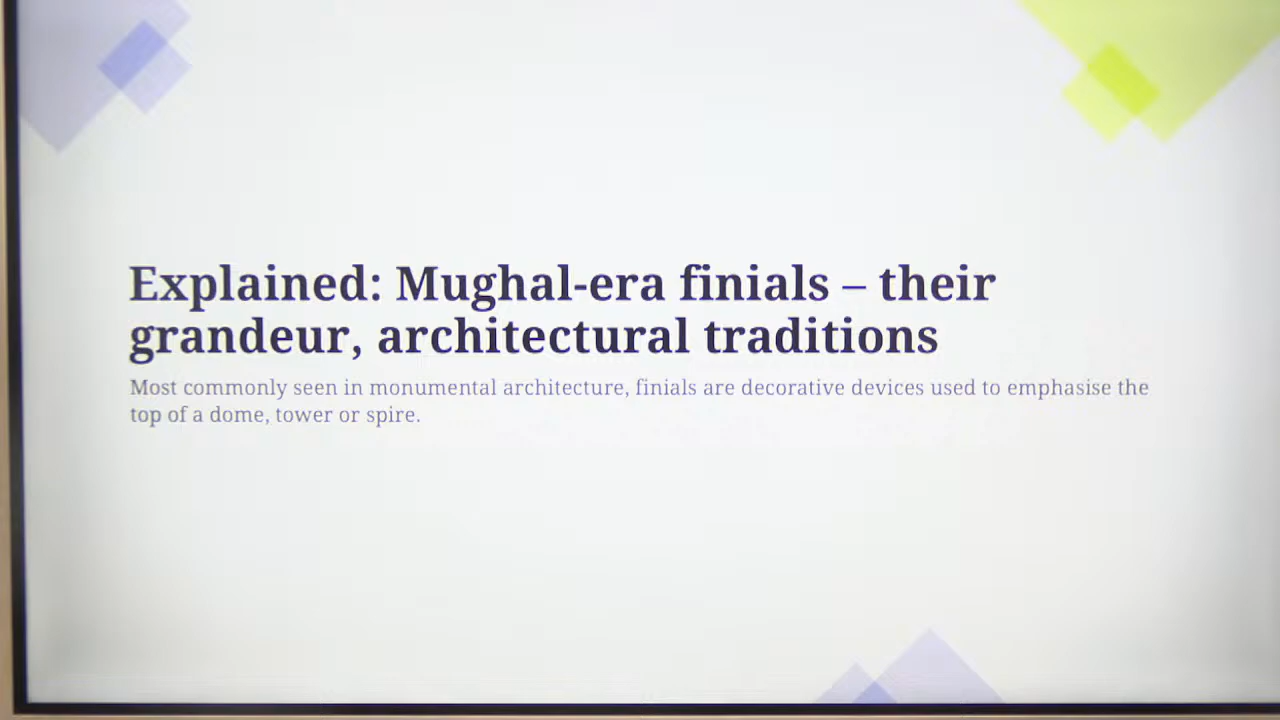 Explained: Mughal-era finials – their
grandeur, architectural traditions
Most commonly seen in monumental architecture, finials are decorative devices used to emphasise the
top of a dome, tower or spire.